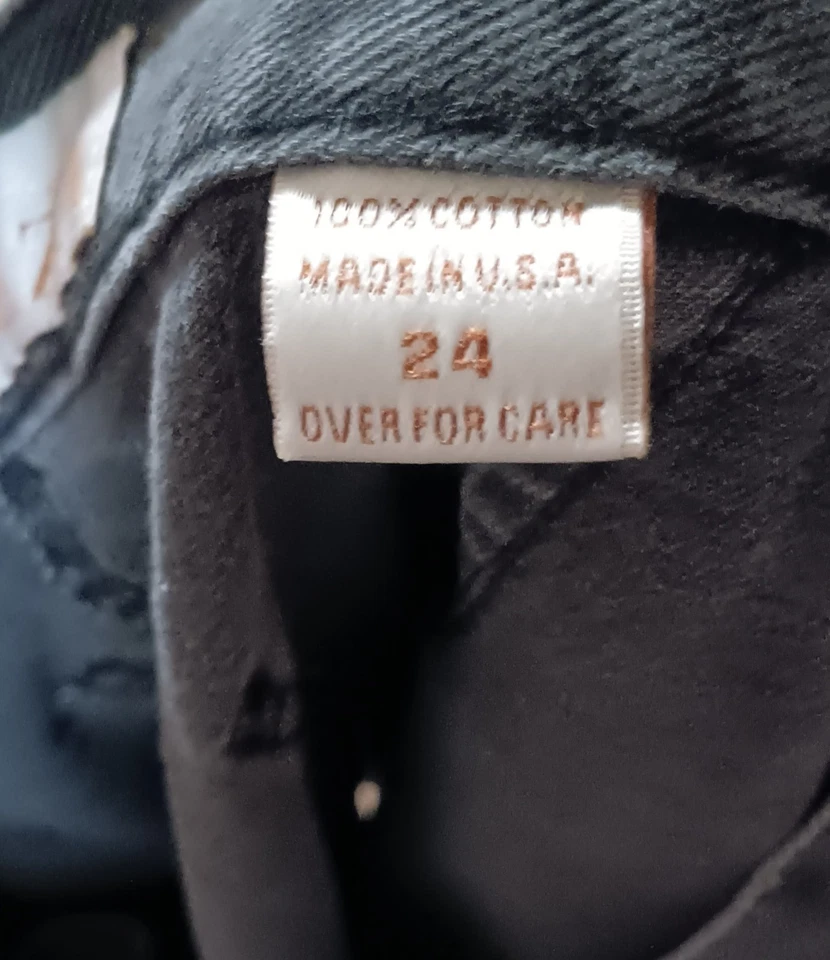 100% COTTON
MADE IN U.S.A.
24
OVER FOR CARE